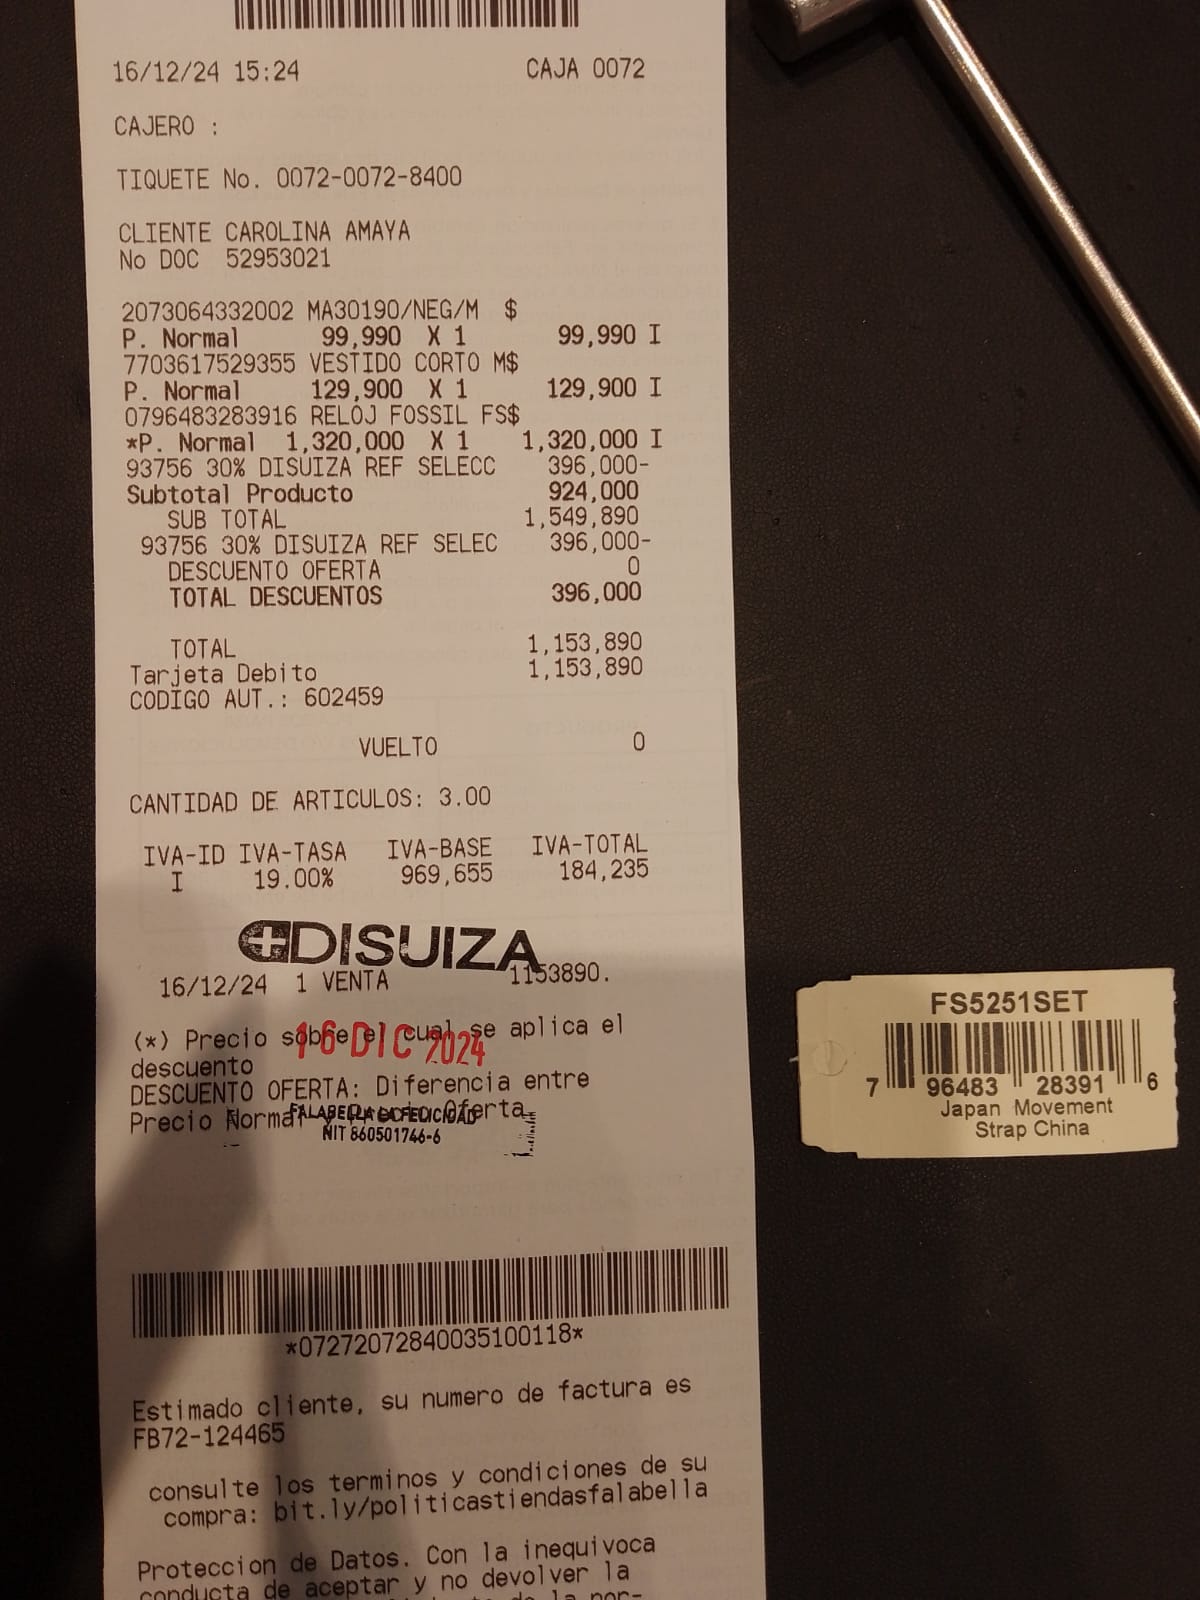 16/12/24 15:24 CAJA 0072
CAJERO :
TIQUETE No. 0072-0072-8400
CLIENTE CAROLINA AMAYA
No DOC 52953021
2073064332002 MA30190/NEG/M $
P. Normal 99,990 X 1 99,990 I
7703617529355 VESTIDO CORTO M$
P. Normal 129,900 X 1 129,900 I
0796483283916 RELOJ FOSSIL FS$
*P. Normal 1,320,000 X 1 1,320,000 I
93756 30% DISUIZA REF SELECC 396,000-
Subtotal Producto 924,000
SUB TOTAL 1,549,890
93756 30% DISUIZA REF SELEC 396,000-
DESCUENTO OFERTA 0
TOTAL DESCUENTOS 396,000
TOTAL 1,153,890
Tarjeta Debito 1,153,890
CODIGO AUT.: 602459
VUELTO 0
CANTIDAD DE ARTICULOS: 3.00
IVA-ID IVA-TASA IVA-BASE IVA-TOTAL
I 19.00% 969,655 184,235
DISUIZA
16/12/24 1 VENTA 1153890.
(*) Precio sobre el cual se aplica el
16 DIC 2024
descuento
DESCUENTO OFERTA: Diferencia entre
Precio Normal y Precio Oferta
FALABELLA LA FELICIDAD
NIT 860501746-6
*07272072840035100118*
Estimado cliente, su numero de factura es
FB72-124465
consulte los terminos y condiciones de su
compra: bit.ly/politicastiendasfalabella
Proteccion de Datos. Con la inequivoca
conducta de aceptar y no devolver la
FS5251SET
7 96483 28391 6
Japan Movement
Strap China